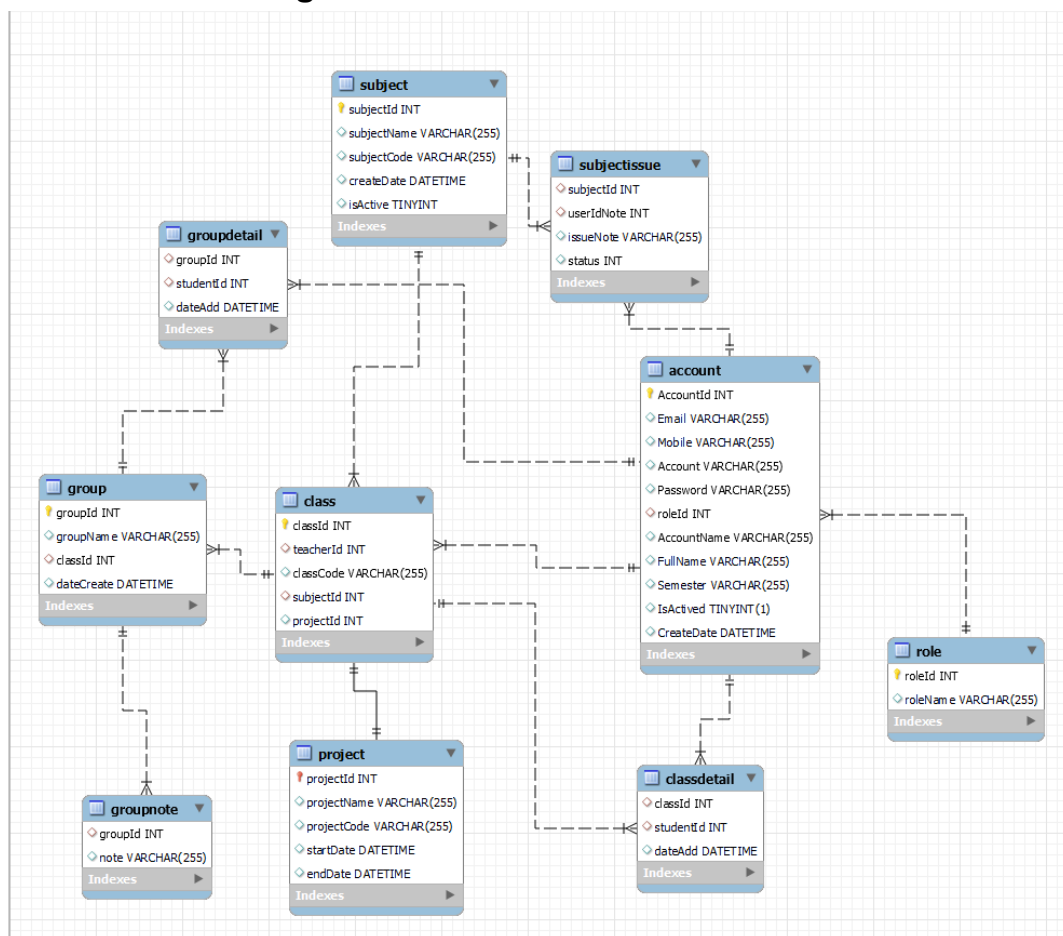 subject
subjectId INT
subjectName VARCHAR(255)
subjectCode VARCHAR(255)
createDate DATETIME
isActive TINYINT
Indexes
subjectissue
subjectId INT
userIdNote INT
issueNote VARCHAR(255)
status INT
Indexes
groupdetail
groupId INT
studentId INT
dateAdd DATETIME
Indexes
account
AccountId INT
Email VARCHAR(255)
Mobile VARCHAR(255)
Account VARCHAR(255)
Password VARCHAR(255)
roleId INT
AccountName VARCHAR(255)
FullName VARCHAR(255)
Semester VARCHAR(255)
IsActived TINYINT(1)
CreateDate DATETIME
Indexes
group
groupId INT
groupName VARCHAR(255)
classId INT
dateCreate DATETIME
Indexes
class
classId INT
teacherId INT
classCode VARCHAR(255)
subjectId INT
projectId INT
Indexes
role
roleId INT
roleName VARCHAR(255)
Indexes
project
projectId INT
projectName VARCHAR(255)
projectCode VARCHAR(255)
startDate DATETIME
endDate DATETIME
Indexes
classdetail
classId INT
studentId INT
dateAdd DATETIME
Indexes
groupnote
groupId INT
note VARCHAR(255)
Indexes